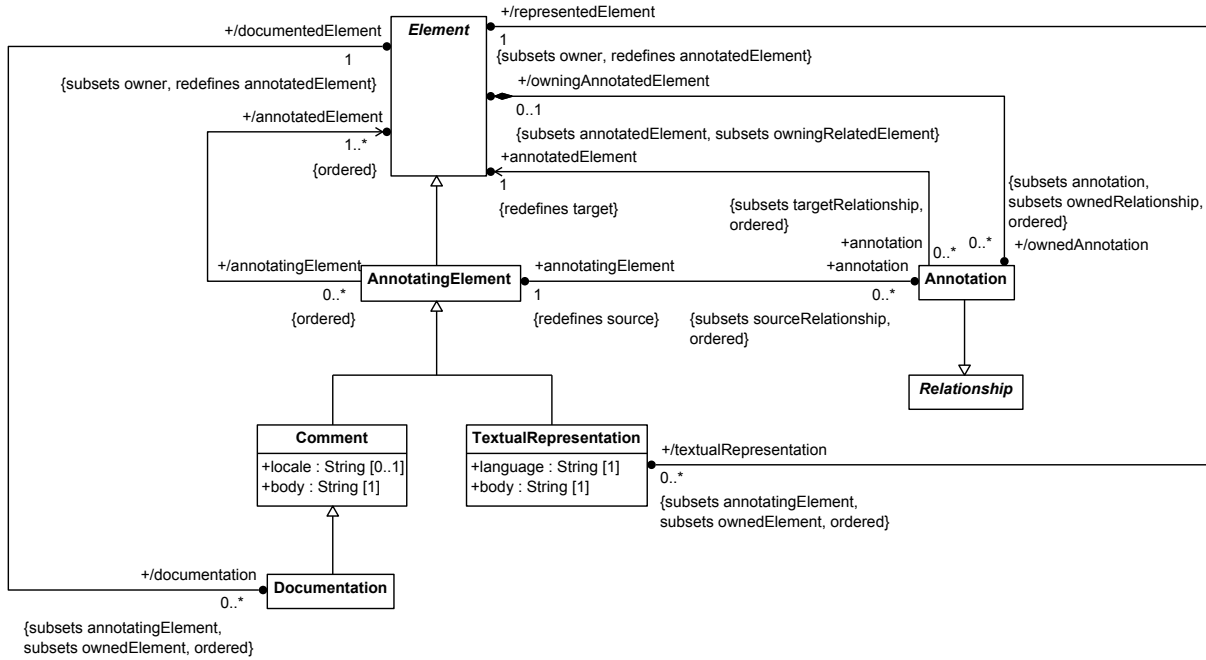 +/representedElement
+/documentedElement
Element
1
1
{subsets owner, redefines annotatedElement}
{subsets owner, redefines annotatedElement}
+/owningAnnotatedElement
0..1
+/annotatedElement
1..*
{subsets annotatedElement, subsets owningRelatedElement}
+annotatedElement
{ordered}
1
{redefines target}
{subsets targetRelationship,
ordered}
{subsets annotation,
subsets ownedRelationship,
ordered}
+annotation
0..*
0..*
+/ownedAnnotation
+/annotatingElement
0..*
{ordered}
AnnotatingElement
+annotatingElement
1
{redefines source}
+annotation
0..*
{subsets sourceRelationship,
ordered}
Annotation
Relationship
Comment
+locale : String [0..1]
+body : String [1]
TextualRepresentation
+language : String [1]
+body : String [1]
+/textualRepresentation
0..*
{subsets annotatingElement,
subsets ownedElement, ordered}
+/documentation
0..*
Documentation
{subsets annotatingElement,
subsets ownedElement, ordered}